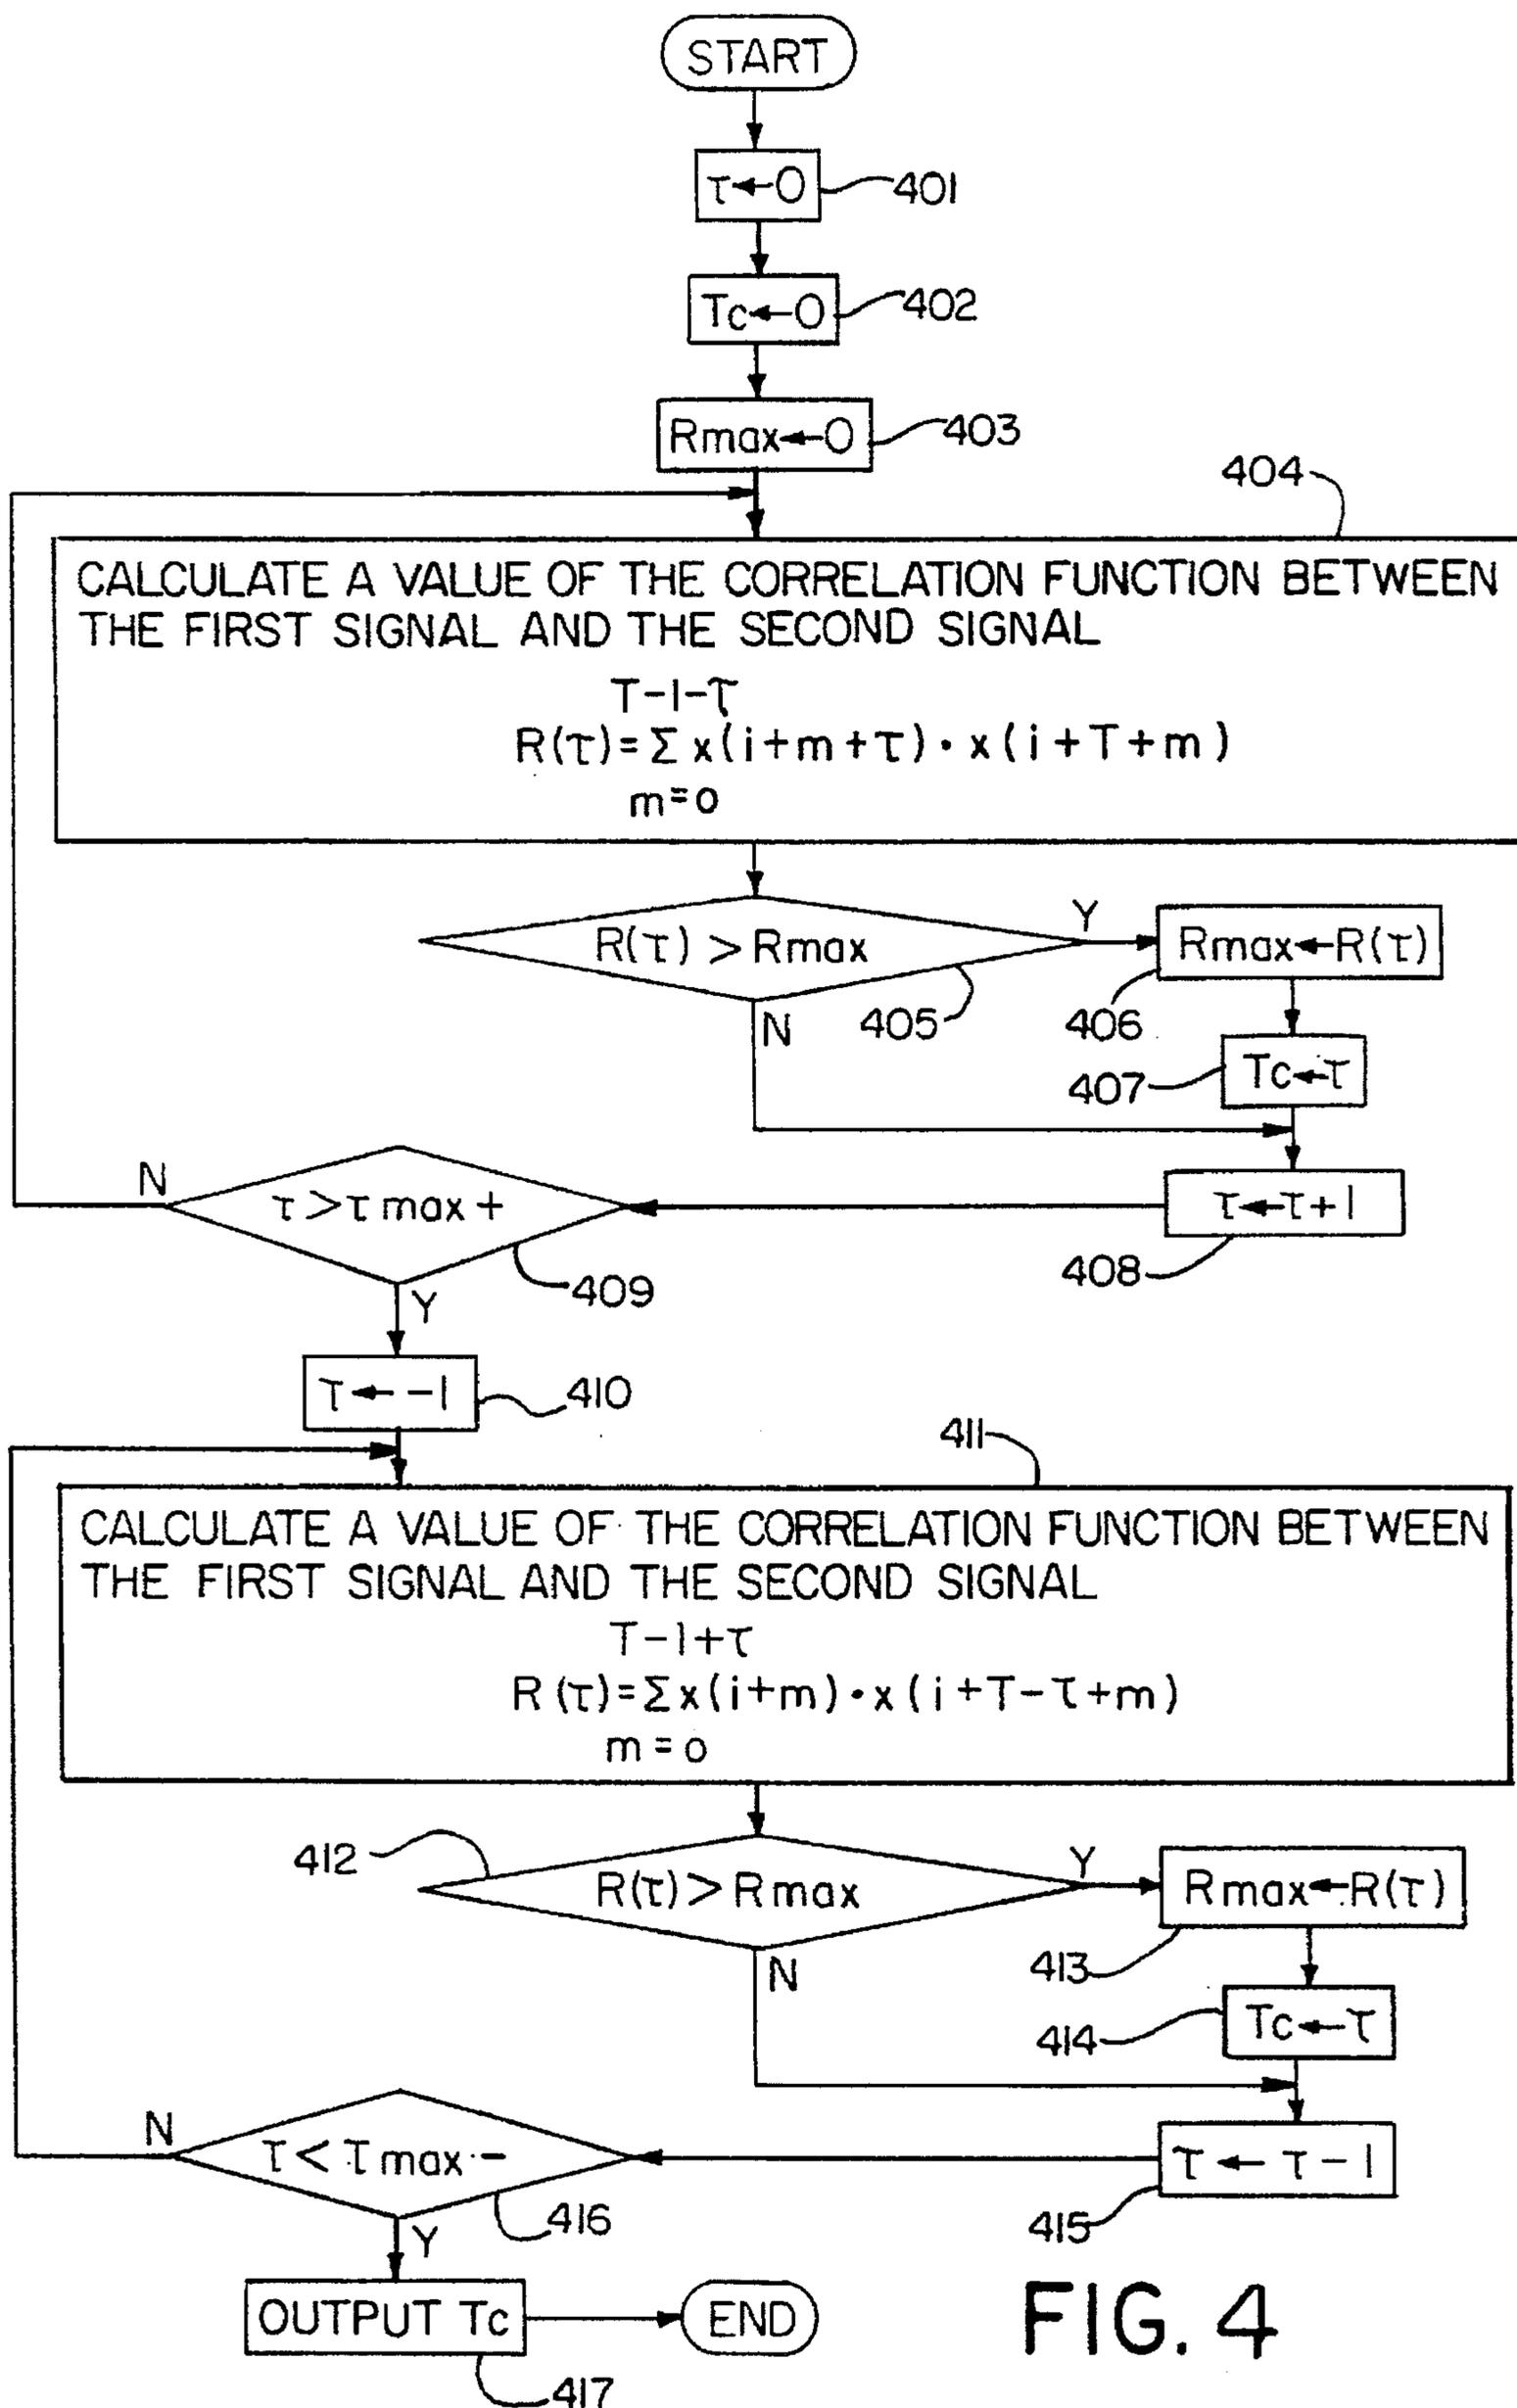 START
τ←0
401
Tc←0
402
Rmax←0
403
404
CALCULATE A VALUE OF THE CORRELATION FUNCTION BETWEEN
THE FIRST SIGNAL AND THE SECOND SIGNAL
T-1-τ
R(τ)=Σ x(i+m+τ)·x(i+T+m)
m=0
R(τ)>Rmax
Y
N
405
Rmax←R(τ)
406
Tc←τ
407
τ←τ+1
408
τ>τmax+
N
Y
409
τ←-1
410
411
CALCULATE A VALUE OF THE CORRELATION FUNCTION BETWEEN
THE FIRST SIGNAL AND THE SECOND SIGNAL
T-1+τ
R(τ)=Σx(i+m)·x(i+T-τ+m)
m=0
412
R(τ)>Rmax
Y
N
Rmax←R(τ)
413
Tc←τ
414
τ←τ-1
415
τ<τmax-
N
Y
416
OUTPUT Tc
417
END
FIG. 4